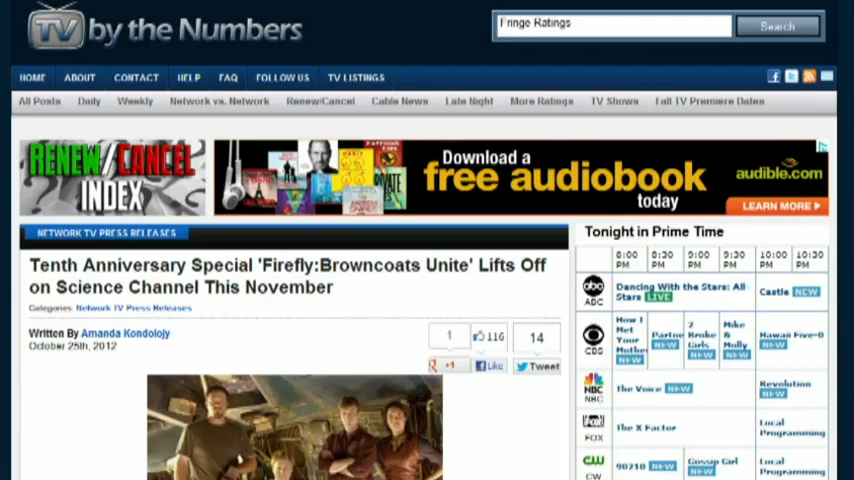 TV by the Numbers
Fringe Ratings
Search
HOME ABOUT CONTACT HELP FAQ FOLLOW US TV LISTINGS
All Posts Daily Weekly Network vs. Network Renew/Cancel Cable News Late Night More Ratings TV Shows Fall TV Premiere Dates
RENEW/CANCEL
INDEX
Download a
free audiobook
today
audible.com
LEARN MORE
NETWORK TV PRESS RELEASES
Tenth Anniversary Special 'Firefly:Browncoats Unite' Lifts Off
on Science Channel This November
Categories: Network TV Press Releases
Written By Amanda Kondolojy
October 25th, 2012
1 116 14
+1 Like Tweet
Tonight in Prime Time
8:00 PM 8:30 PM 9:00 PM 9:30 PM 10:00 PM 10:30 PM
abc
ABC
Dancing With the Stars: All-
Stars LIVE
Castle NEW
CBS
How I
Met
Your
Mother
NEW
Partners
NEW
2
Broke
Girls
NEW
Mike
&
Molly
NEW
Hawaii Five-0
NEW
NBC
NBC
The Voice NEW
Revolution
NEW
FOX
FOX
The X Factor
Local
Programming
CW
CW
90210 NEW
Gossip Girl
NEW
Local
Programming